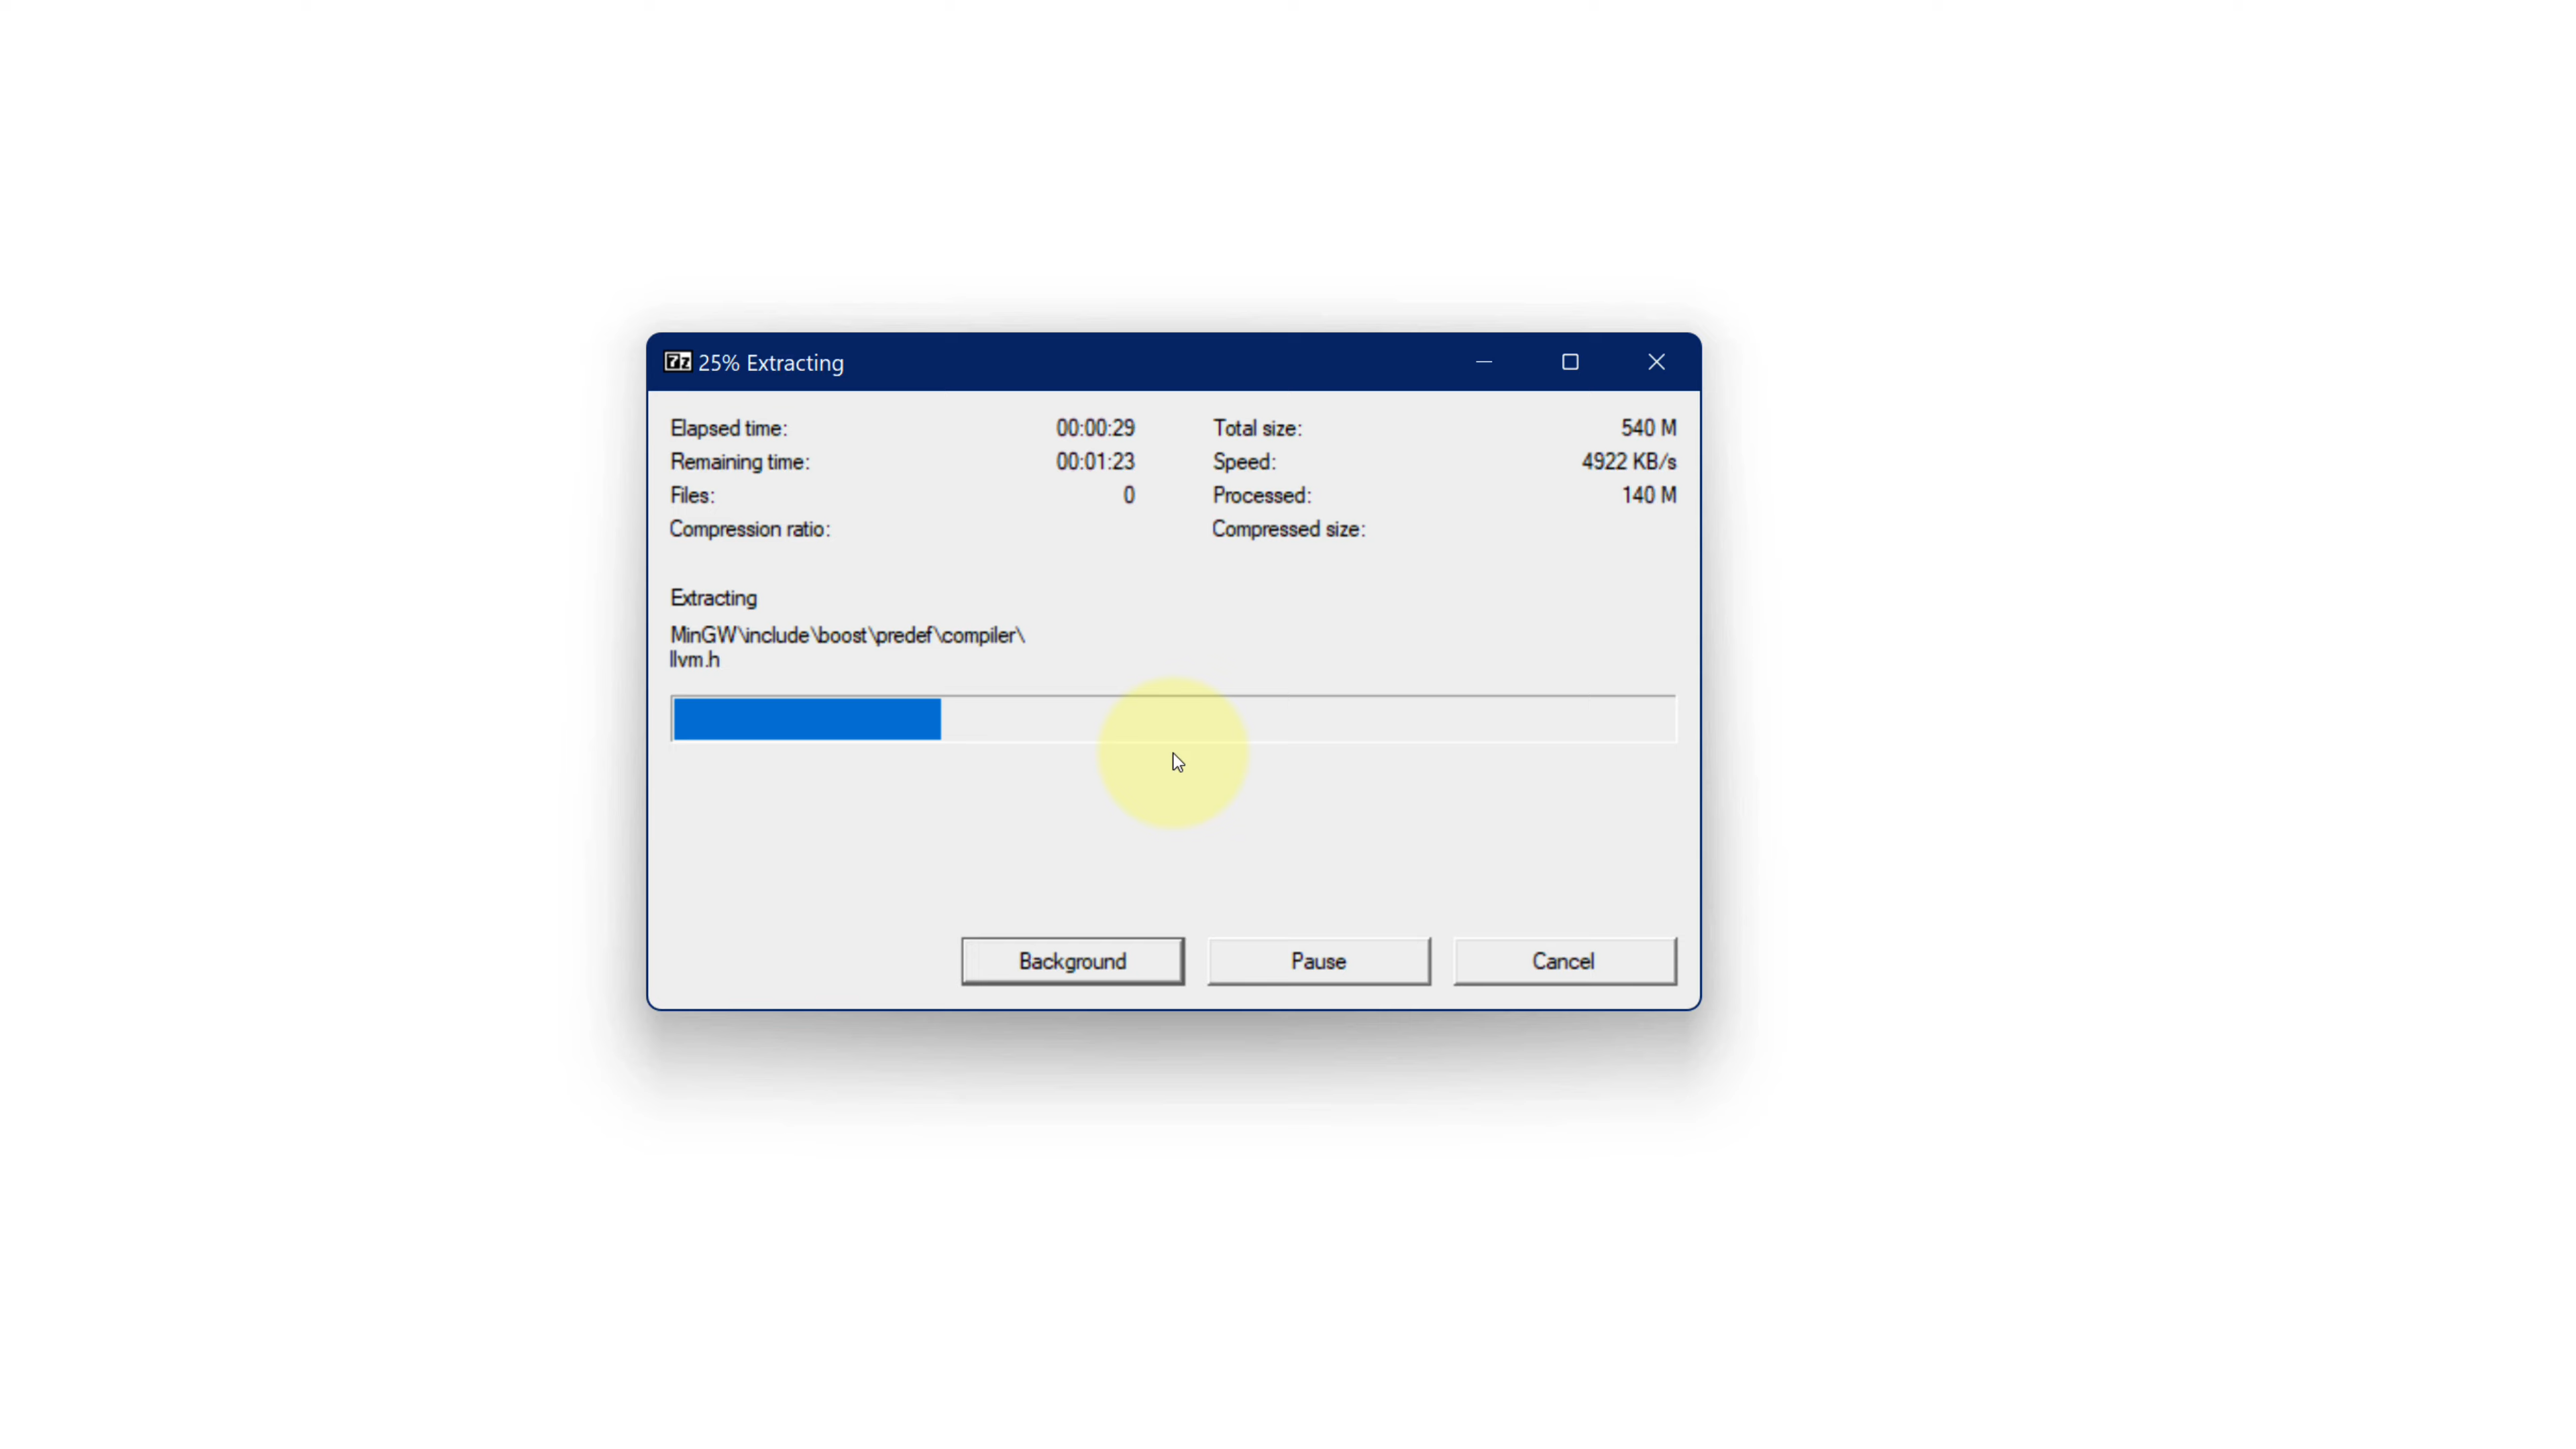 7z 25% Extracting
Elapsed time: 00:00:29 Total size: 540 M
Remaining time: 00:01:23 Speed: 4922 KB/s
Files: 0 Processed: 140 M
Compression ratio: Compressed size:
Extracting
MinGW\include\boost\predef\compiler\
llvm.h
Background Pause Cancel